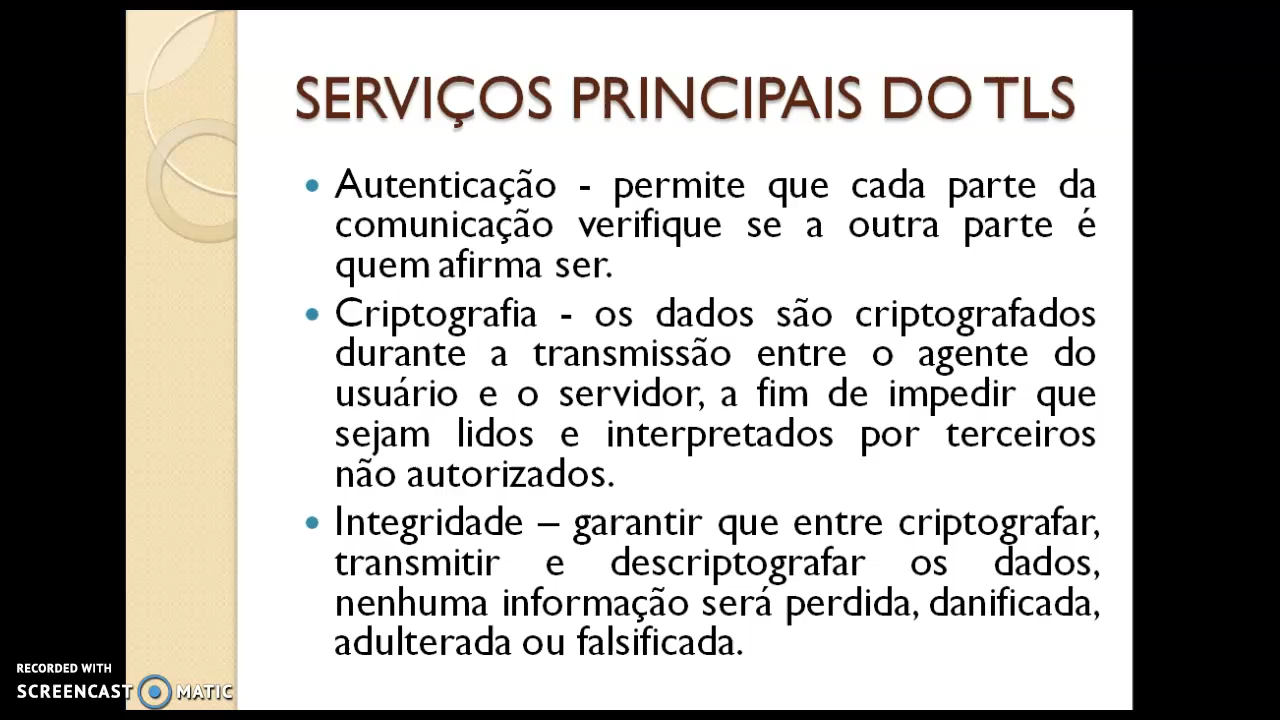 SERVIÇOS PRINCIPAIS DO TLS
• Autenticação - permite que cada parte da
comunicação verifique se a outra parte é
quem afirma ser.
• Criptografia - os dados são criptografados
durante a transmissão entre o agente do
usuário e o servidor, a fim de impedir que
sejam lidos e interpretados por terceiros
não autorizados.
• Integridade – garantir que entre criptografar,
transmitir e descriptografar os dados,
nenhuma informação será perdida, danificada,
adulterada ou falsificada.
RECORDED WITH
SCREENCAST MATIC